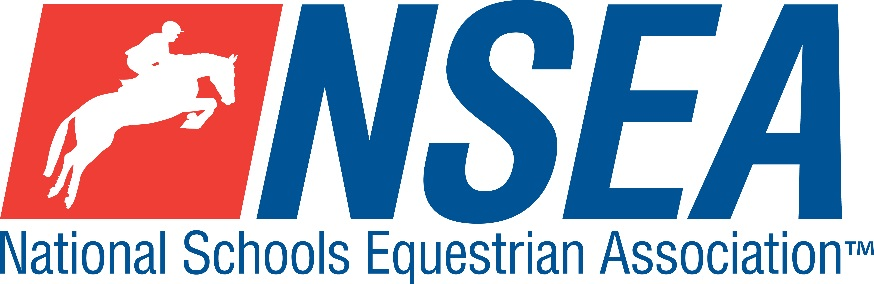 NSEA
National Schools Equestrian Association™